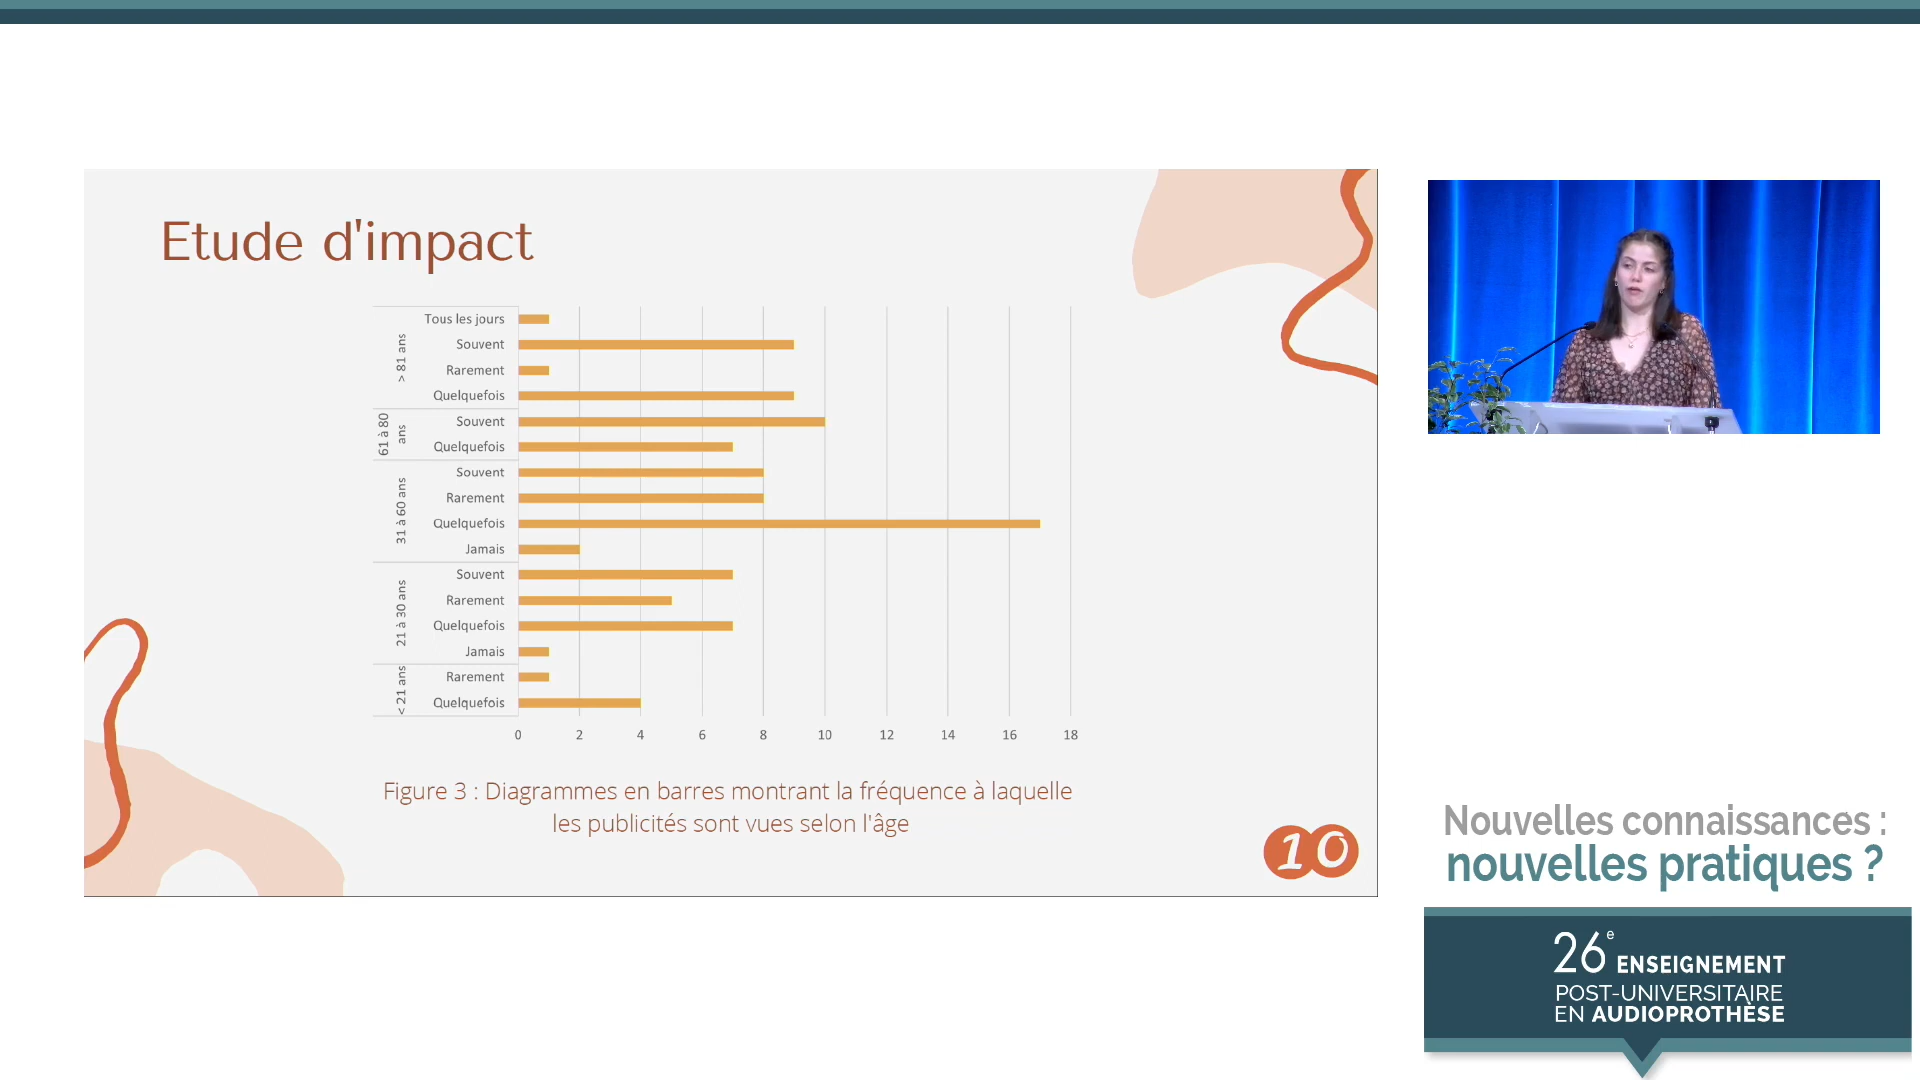 Etude d'impact
> 81 ans
Tous les jours
Souvent
Rarement
Quelquefois
61 à 80
ans
Souvent
Quelquefois
31 à 60 ans
Souvent
Rarement
Quelquefois
Jamais
21 à 30 ans
Souvent
Rarement
Quelquefois
Jamais
< 21 ans
Rarement
Quelquefois
0 2 4 6 8 10 12 14 16 18
Figure 3 : Diagrammes en barres montrant la fréquence à laquelle
les publicités sont vues selon l'âge
10
Nouvelles connaissances :
nouvelles pratiques ?
26e ENSEIGNEMENT
POST-UNIVERSITAIRE
EN AUDIOPROTHÈSE